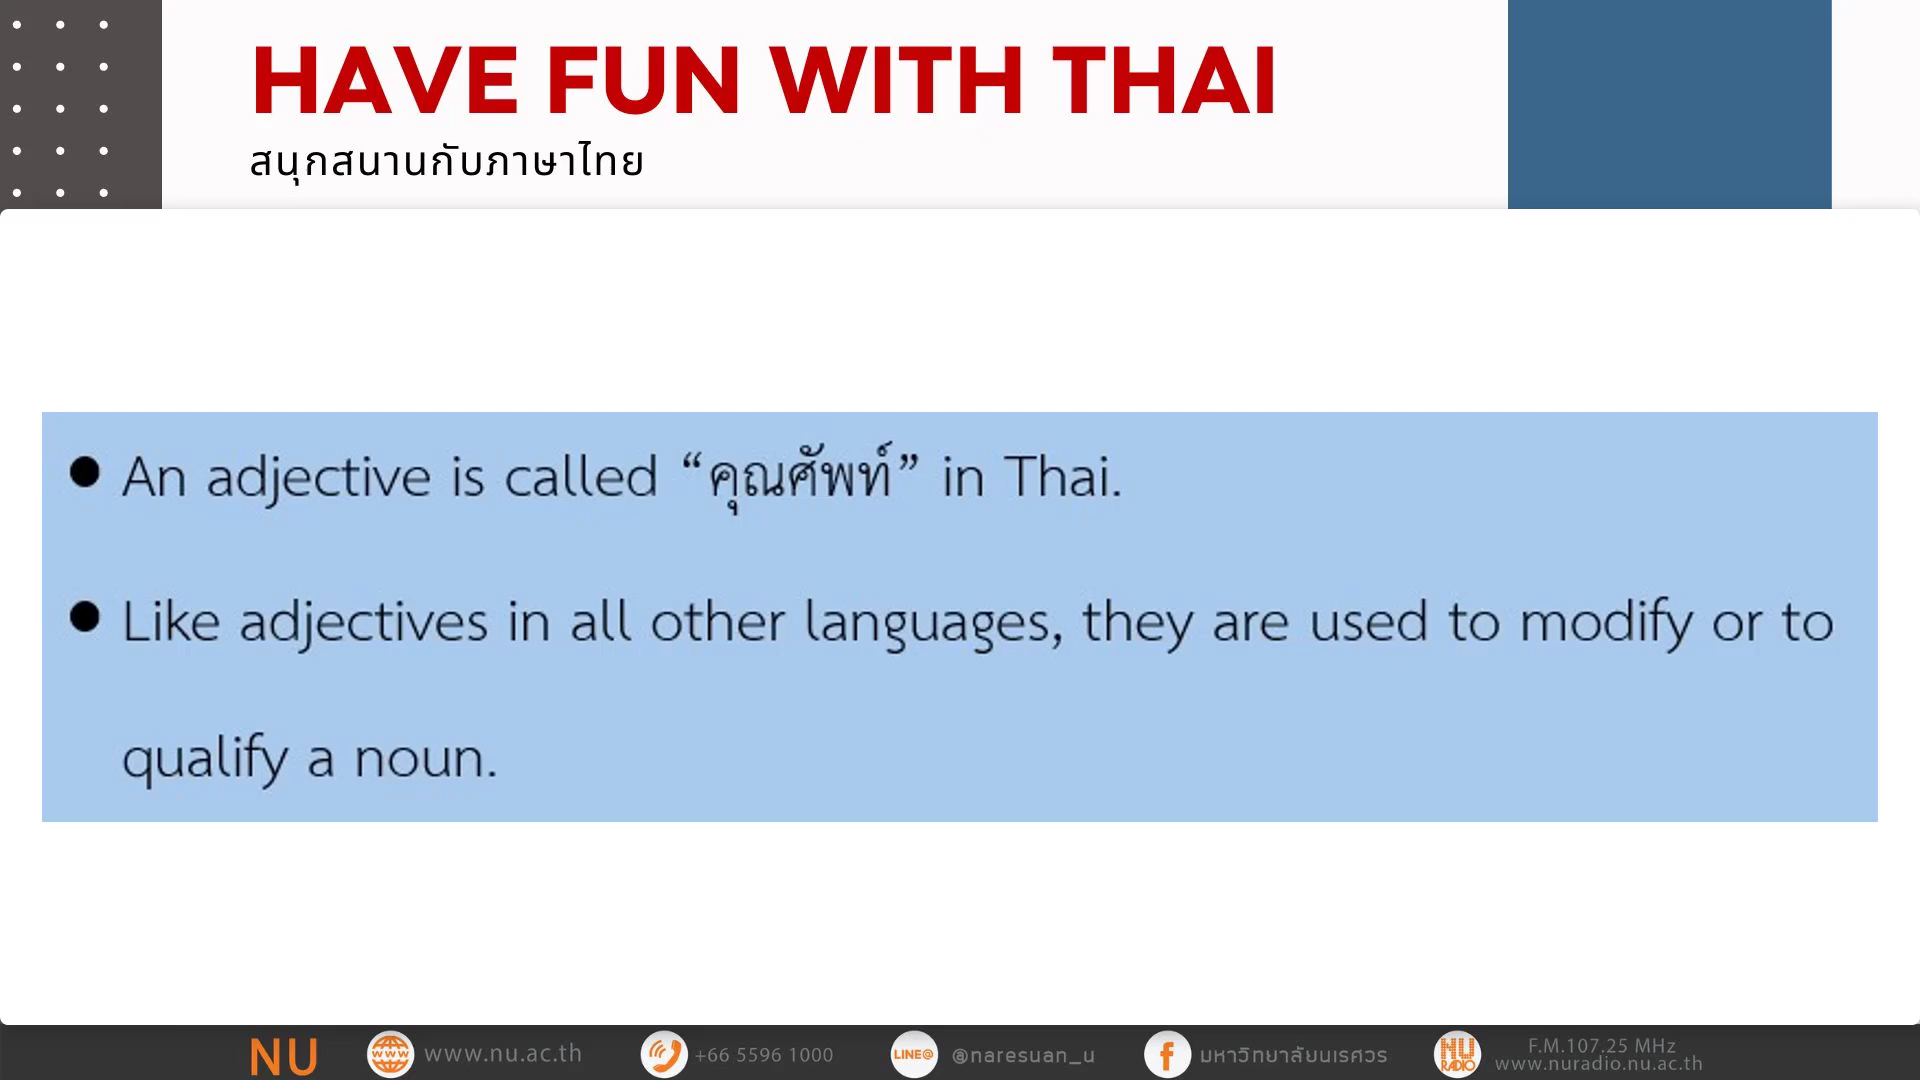 HAVE FUN WITH THAI
สนุกสนานกับภาษาไทย
● An adjective is called “คุณศัพท์” in Thai.
● Like adjectives in all other languages, they are used to modify or to
qualify a noun.
NU
www
www.nu.ac.th
+66 5596 1000
LINE@
@naresuan_u
f
มหาวิทยาลัยนเรศวร
NU
RADIO
F.M.107.25 MHz
www.nuradio.nu.ac.th